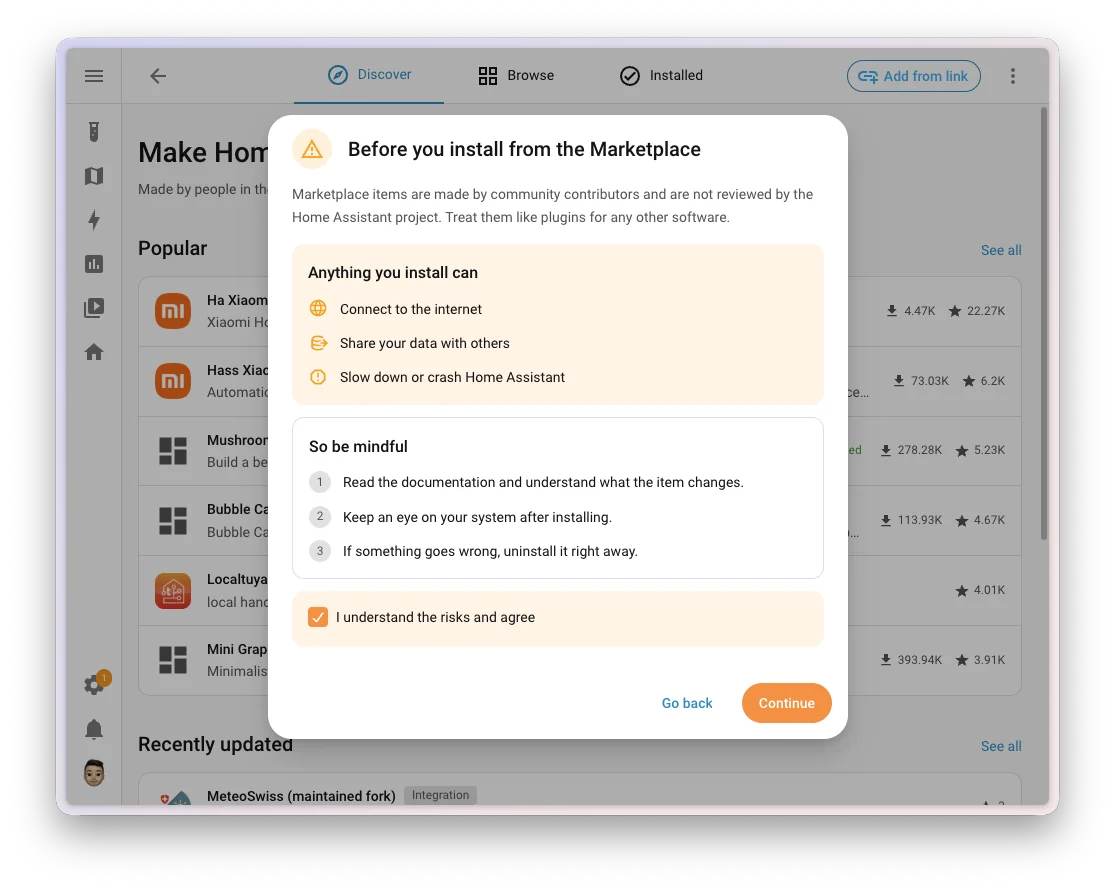 Discover
Browse
Installed
Add from link
Make Hom
Made by people in the
Before you install from the Marketplace
Marketplace items are made by community contributors and are not reviewed by the
Home Assistant project. Treat them like plugins for any other software.
Anything you install can
Connect to the internet
Share your data with others
Slow down or crash Home Assistant
So be mindful
1 Read the documentation and understand what the item changes.
2 Keep an eye on your system after installing.
3 If something goes wrong, uninstall it right away.
I understand the risks and agree
Go back
Continue
Popular
See all
Ha Xiaom
Xiaomi Ho
4.47K 22.27K
Hass Xiao
Automatic
ce...
73.03K 6.2K
Mushroon
Build a be
ed
278.28K 5.23K
Bubble Ca
Bubble Ca
o...
113.93K 4.67K
Localtuya
local hand
4.01K
Mini Grap
Minimalis
393.94K 3.91K
1
Recently updated
See all
MeteoSwiss (maintained fork) Integration